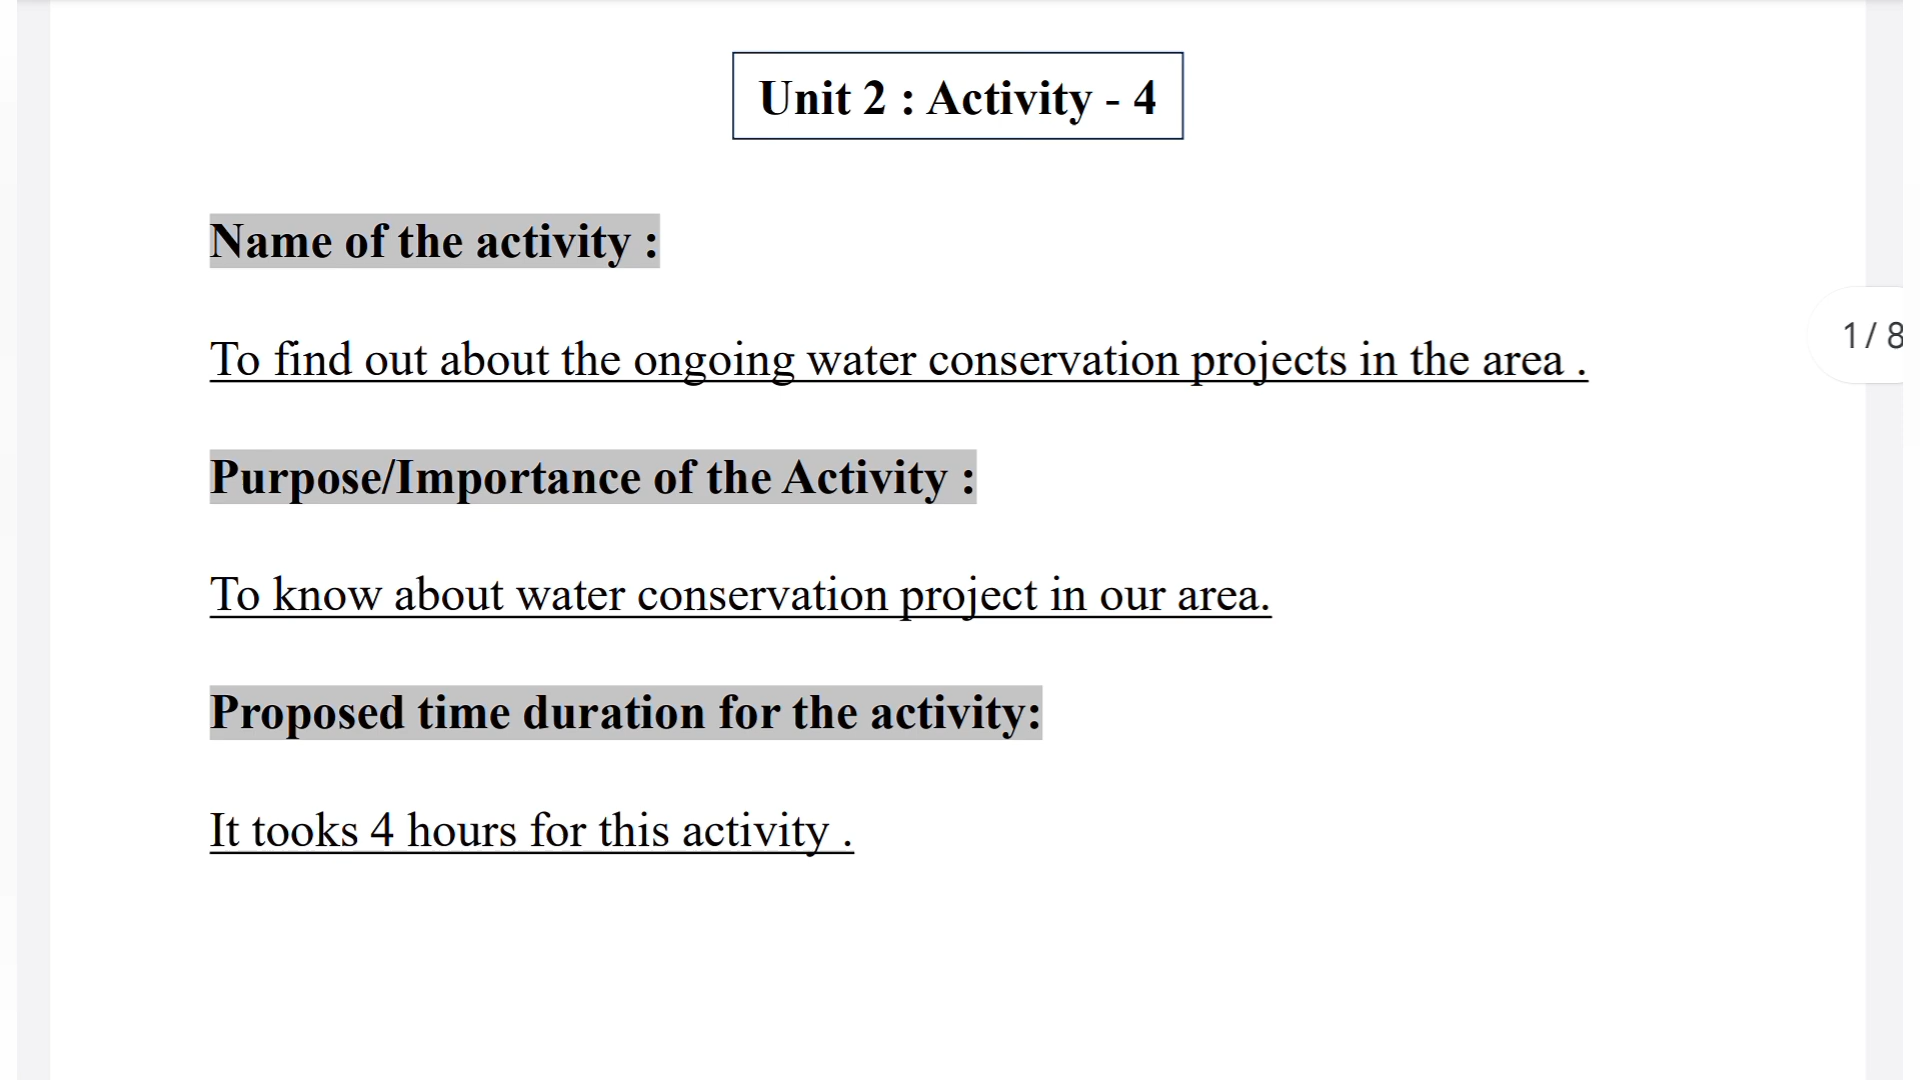 Unit 2 : Activity - 4
Name of the activity :
To find out about the ongoing water conservation projects in the area .
Purpose/Importance of the Activity :
To know about water conservation project in our area.
Proposed time duration for the activity:
It tooks 4 hours for this activity .
1 / 8